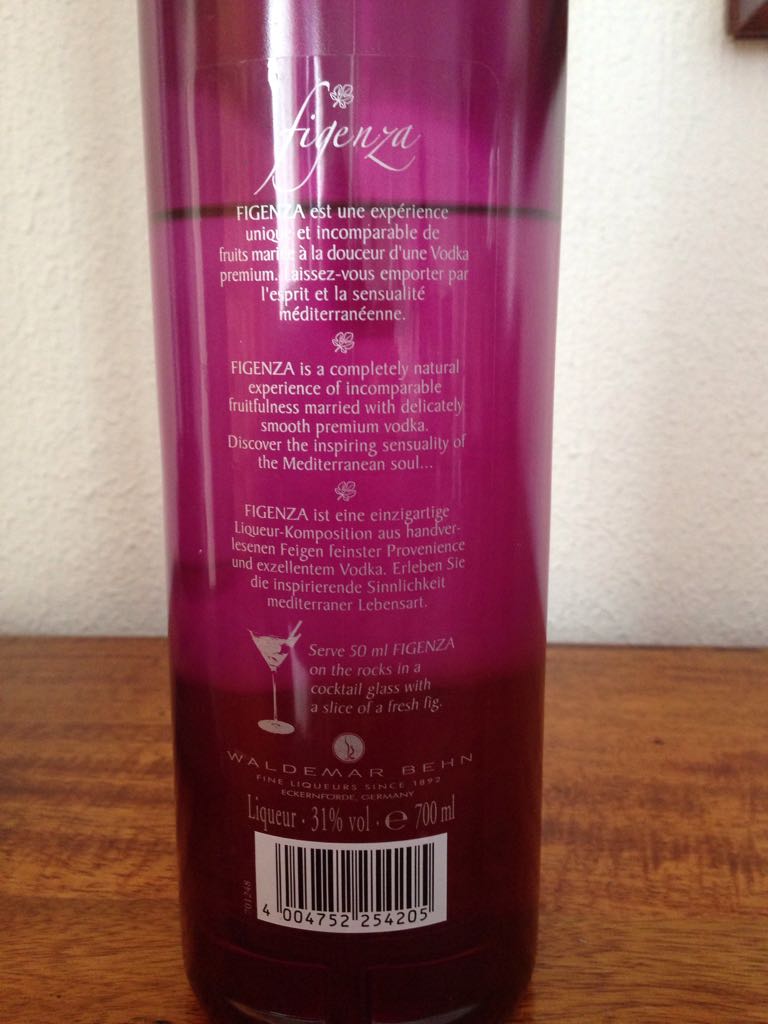 figenza
FIGENZA est une expérience
unique et incomparable de
fruits marié à la douceur d'une Vodka
premium. Laissez-vous emporter par
l'esprit et la sensualité
méditerranéenne.
FIGENZA is a completely natural
experience of incomparable
fruitfulness married with delicately
smooth premium vodka.
Discover the inspiring sensuality of
the Mediterranean soul...
FIGENZA ist eine einzigartige
Liqueur-Komposition aus handver-
lesenen Feigen feinster Provenience
und exzellentem Vodka. Erleben Sie
die inspirierende Sinnlichkeit
mediterraner Lebensart.
Serve 50 ml FIGENZA
on the rocks in a
cocktail glass with
a slice of a fresh fig.
WALDEMAR BEHN
FINE LIQUEURS SINCE 1892
ECKERNFÖRDE, GERMANY
Liqueur · 31% vol · ℮ 700 ml
701248
4 004752 254205